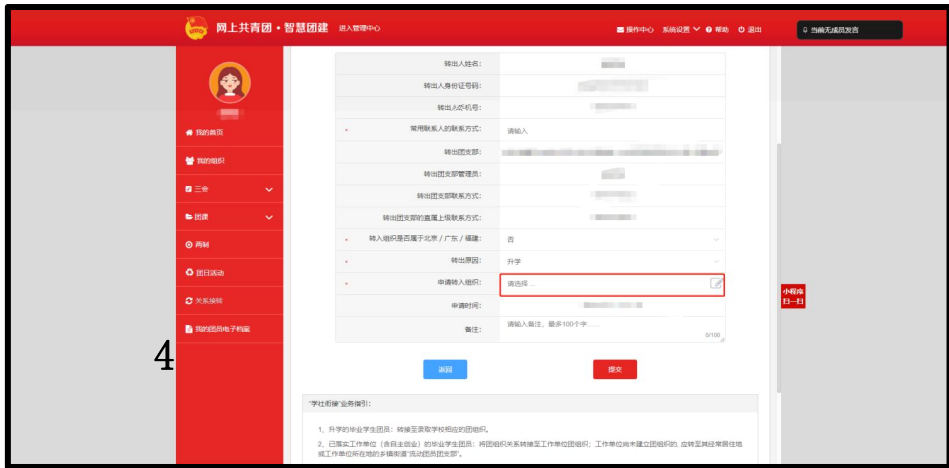 网上共青团·智慧团建 进入管理中心 操作中心 系统设置 帮助 退出 当前无成员发言
转出人姓名：
转出人身份证号码：
转出人手机号：
我的首页
* 常用联系人的联系方式： 请输入
转出团支部：
我的组织
转出团支部管理员：
三会
转出团支部联系方式：
团课
转出团支部的直属上级联系方式：
两制
* 转入组织是否属于北京/广东/福建： 否
* 转出原因： 升学
团日活动
* 申请转入组织： 请选择...
小程序
扫一扫
关系接转
申请时间：
我的团员电子档案
备注： 请输入备注，最多100个字......
0/100
4
返回 提交
"学社衔接"业务指引：
1、升学的毕业学生团员：转接至录取学校相应的团组织。
2、已落实工作单位（含自主创业）的毕业学生团员：将团组织关系转接至工作单位团组织；工作单位尚未建立团组织的，应转至其经常居住地
或工作单位所在地的乡镇街道"流动团员团支部"。